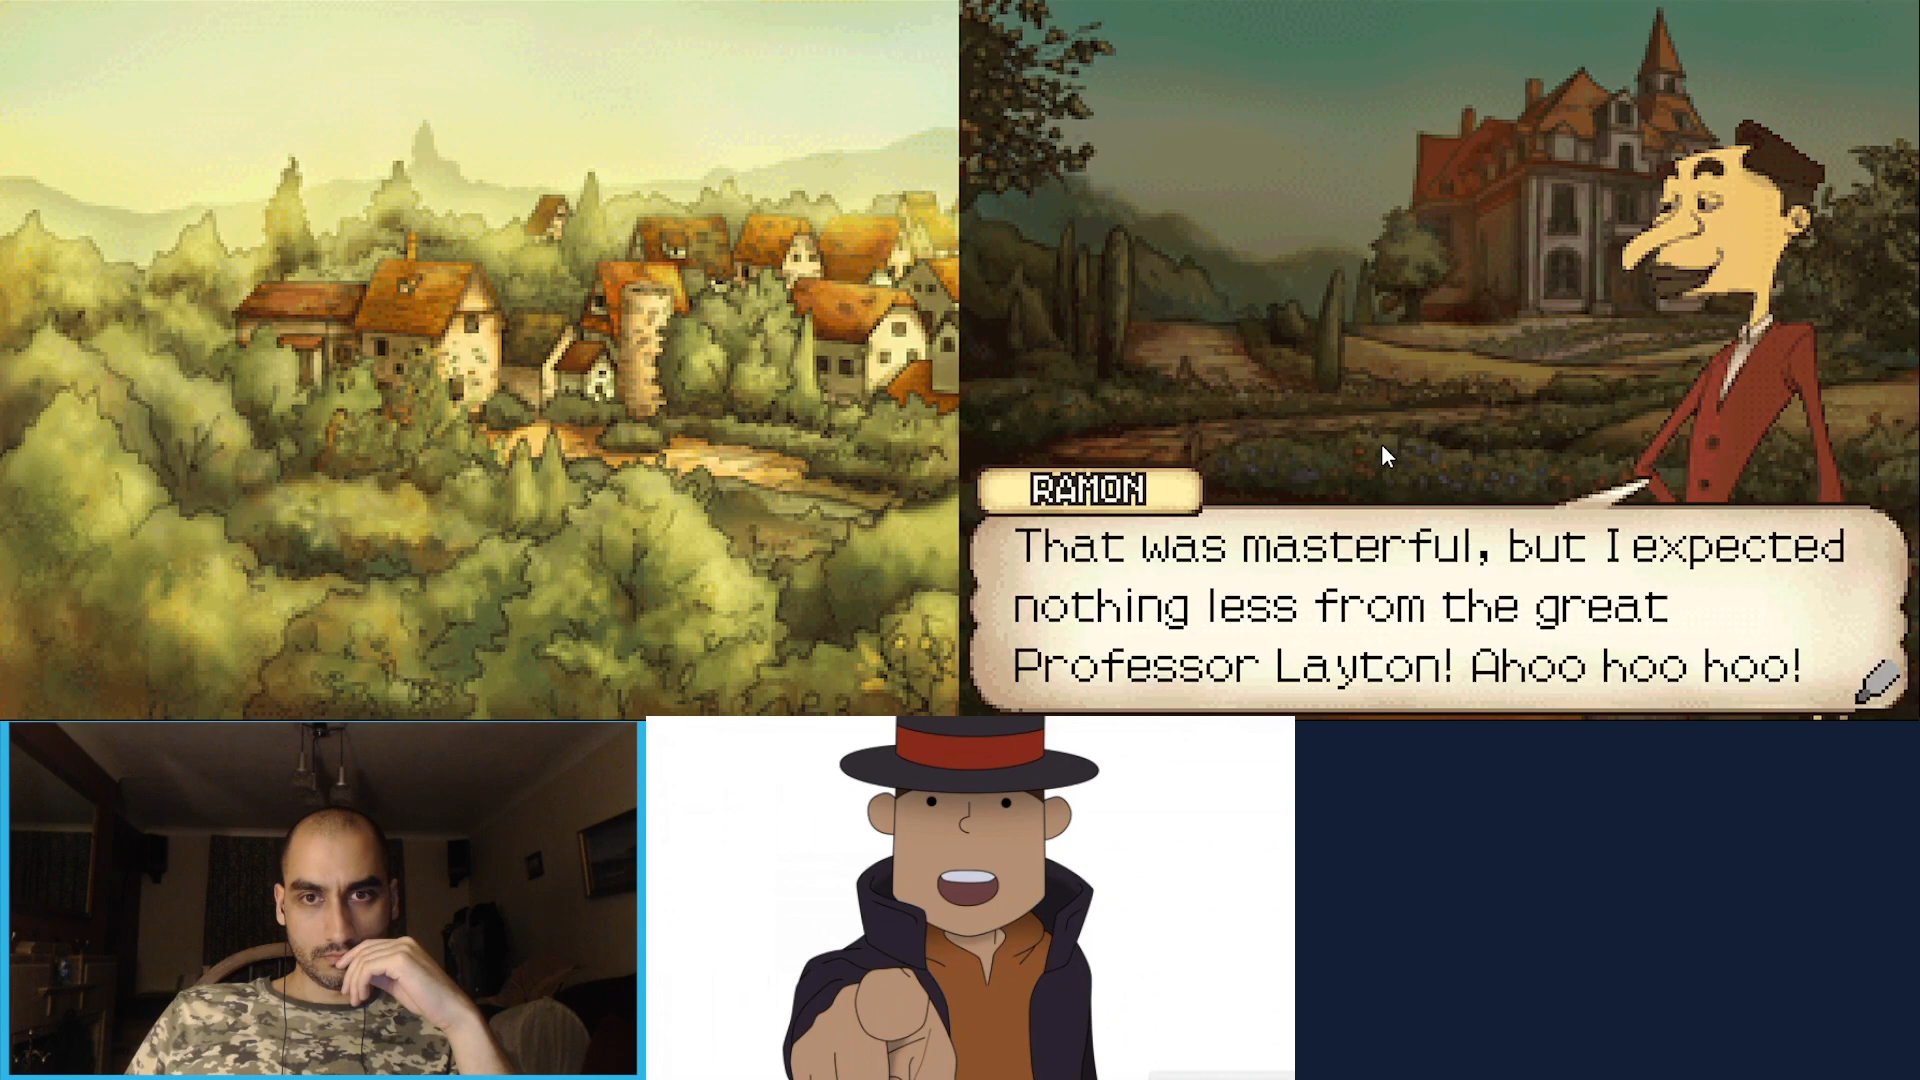 RAMON
That was masterful, but I expected
nothing less from the great
Professor Layton! Ahoo hoo hoo!